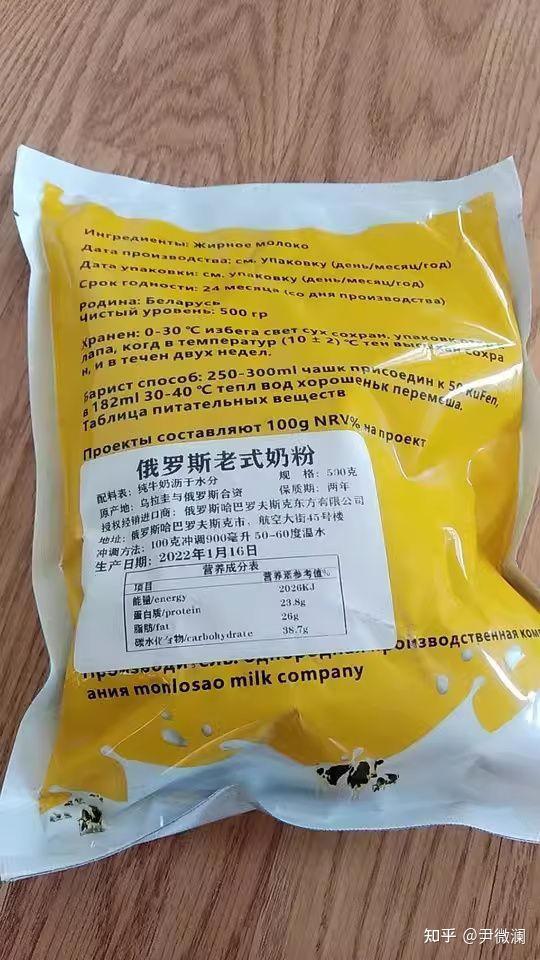 Ингредиенты: Жирное молоко
Дата производства: см. упаковку (день/месяц/год)
Дата упаковки: см. упаковку (день/месяц/год)
Срок годности: 24 месяца (со дня производства)
Родина: Беларусь
Чистый уровень: 500 гр
Хранен: 0-30 ℃ избега свет сух сохран. упаковк
лапа, когд в температур (10 ± 2) ℃ тен сохра
н, и в течен двух недел.
Барист способ: 250-300ml чашк присоедин к 50 RuFen,
в 182ml 30-40 ℃ тепл вод хорошеньк перемеша.
Таблица питательных веществ
Проекты составляют 100g NRV% на проект
俄罗斯老式奶粉
配料表：纯牛奶沥干水分 规 格：500克
原产地：乌拉圭与俄罗斯合资 保质期：两年
授权经销进口商：俄罗斯哈巴罗夫斯克东方有限公司
地址：俄罗斯哈巴罗夫斯克市，航空大街45号楼
冲调方法：100克冲调900毫升 50-60度温水
生产日期：2022年1月16日
营养成分表
项目 营养素参考值%
能量/energy 2026KJ
蛋白质/protein 23.8g
脂肪/fat 26g
碳水化合物/carbohydrate 38.7g
производственная
ания monlosao milk company
知乎 @尹微澜